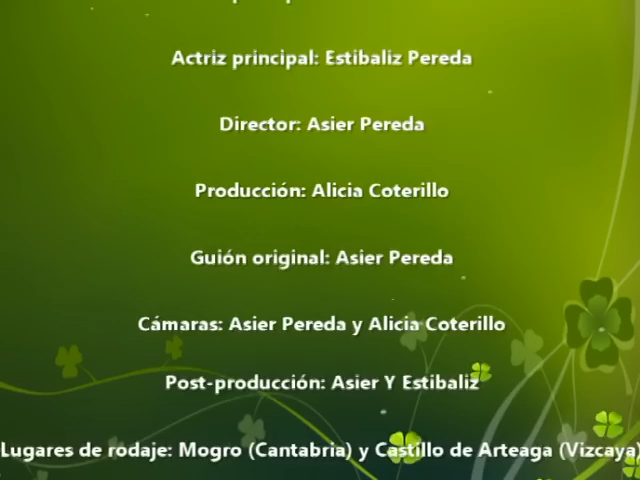 Actriz principal: Estibaliz Pereda
Director: Asier Pereda
Producción: Alicia Coterillo
Guión original: Asier Pereda
Cámaras: Asier Pereda y Alicia Coterillo
Post-producción: Asier Y Estibaliz
Lugares de rodaje: Mogro (Cantabria) y Castillo de Arteaga (Vizcaya)